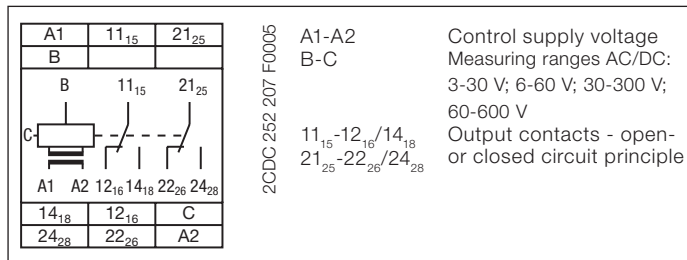 A1 11₁₅ 21₂₅
B
B 11₁₅ 21₂₅
C
A1 A2 12₁₆ 14₁₈ 22₂₆ 24₂₈
14₁₈ 12₁₆ C
24₂₈ 22₂₆ A2
2CDC 252 207 F0005
A1-A2 Control supply voltage
B-C Measuring ranges AC/DC:
3-30 V; 6-60 V; 30-300 V;
60-600 V
11₁₅-12₁₆/14₁₈ Output contacts - open-
21₂₅-22₂₆/24₂₈ or closed circuit principle